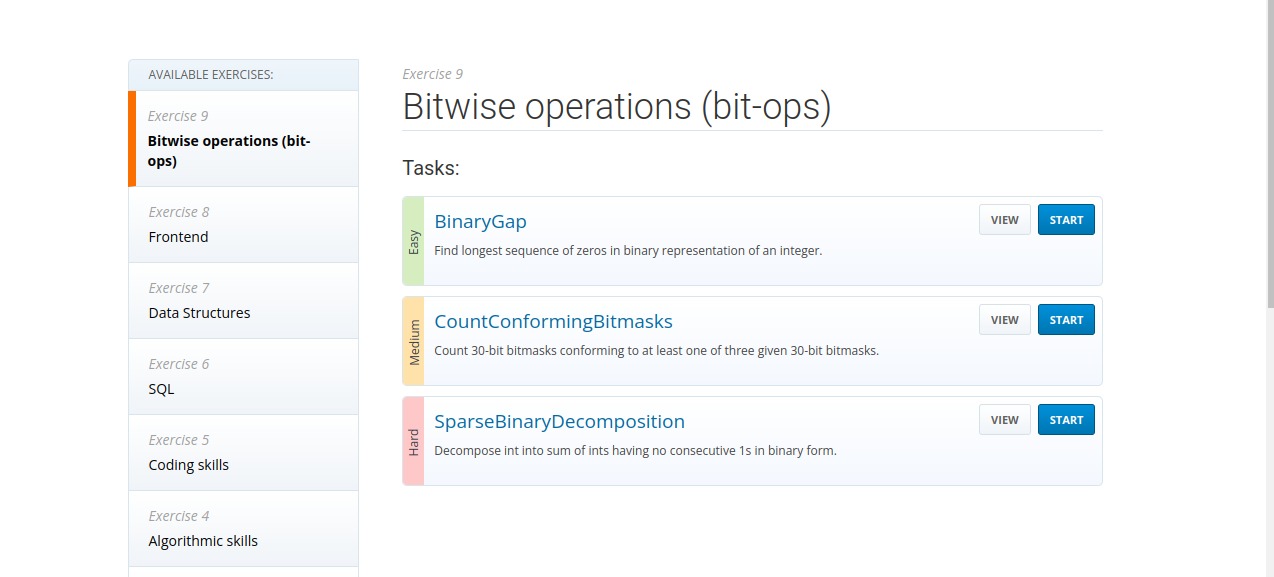 AVAILABLE EXERCISES:
Exercise 9
Bitwise operations (bit-
ops)
Exercise 8
Frontend
Exercise 7
Data Structures
Exercise 6
SQL
Exercise 5
Coding skills
Exercise 4
Algorithmic skills
Exercise 9
Bitwise operations (bit-ops)
Tasks:
Easy
BinaryGap
VIEW
START
Find longest sequence of zeros in binary representation of an integer.
Medium
CountConformingBitmasks
VIEW
START
Count 30-bit bitmasks conforming to at least one of three given 30-bit bitmasks.
Hard
SparseBinaryDecomposition
VIEW
START
Decompose int into sum of ints having no consecutive 1s in binary form.